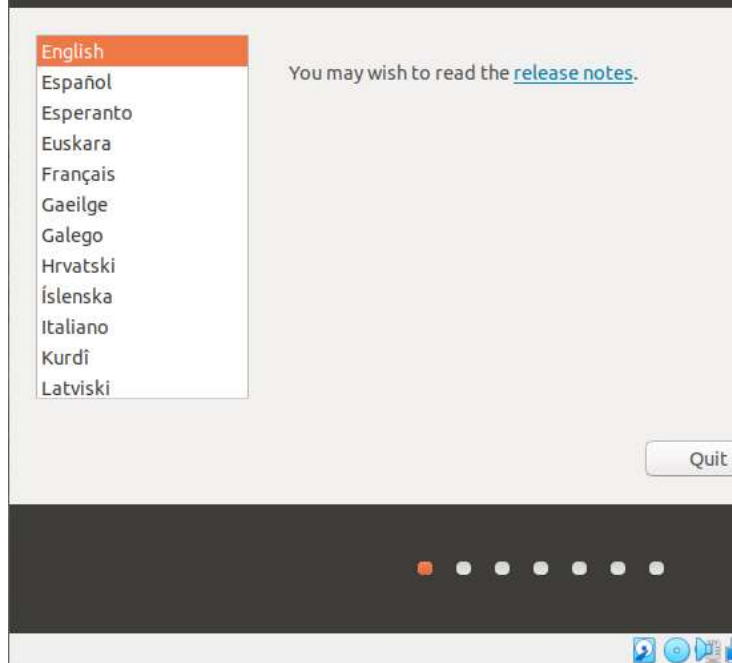 English
Español
Esperanto
Euskara
Français
Gaeilge
Galego
Hrvatski
Íslenska
Italiano
Kurdî
Latviski
You may wish to read the release notes.
Quit